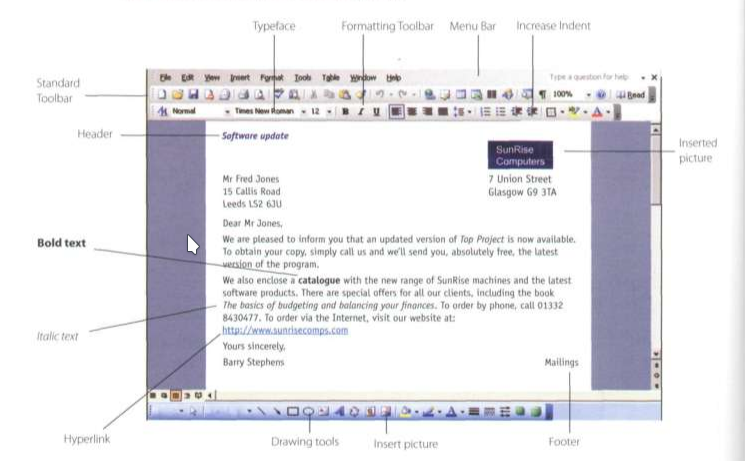 Typeface Formatting Toolbar Menu Bar Increase Indent
File Edit View Insert Format Tools Table Window Help Type a question for help
Standard
Toolbar
100% Read
Normal Times New Roman 12 B I U
Header
Software update
SunRise
Computers
Inserted
picture
Mr Fred Jones 7 Union Street
15 Callis Road Glasgow G9 3TA
Leeds LS2 6JU
Dear Mr Jones,
Bold text
We are pleased to inform you that an updated version of Top Project is now available.
To obtain your copy, simply call us and we'll send you, absolutely free, the latest
version of the program.
We also enclose a catalogue with the new range of SunRise machines and the latest
software products. There are special offers for all our clients, including the book
The basics of budgeting and balancing your finances. To order by phone, call 01332
8430477. To order via the Internet, visit our website at:
Italic text
http://www.sunrisecomps.com
Yours sincerely,
Barry Stephens Mailings
Hyperlink Drawing tools Insert picture Footer